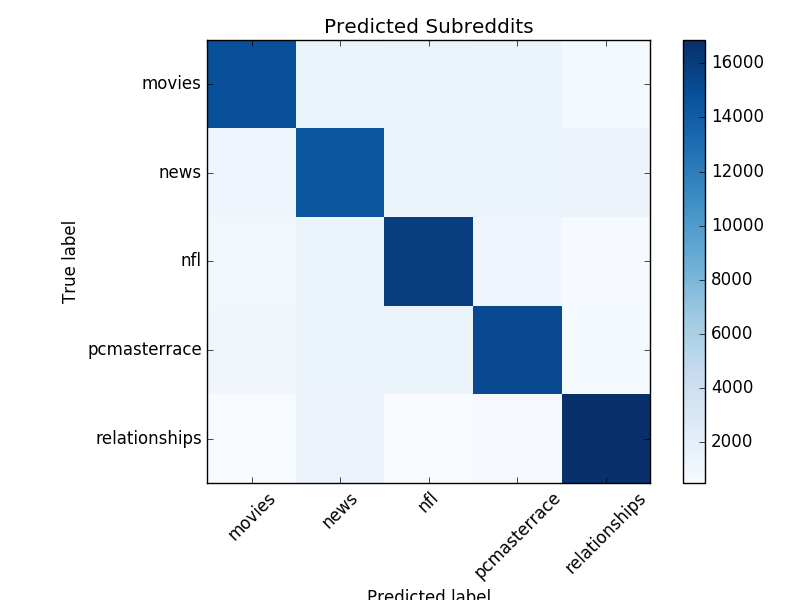 Predicted Subreddits
movies
news
nfl
pcmasterrace
relationships
True label
movies
news
nfl
pcmasterrace
relationships
Predicted label
16000
14000
12000
10000
8000
6000
4000
2000